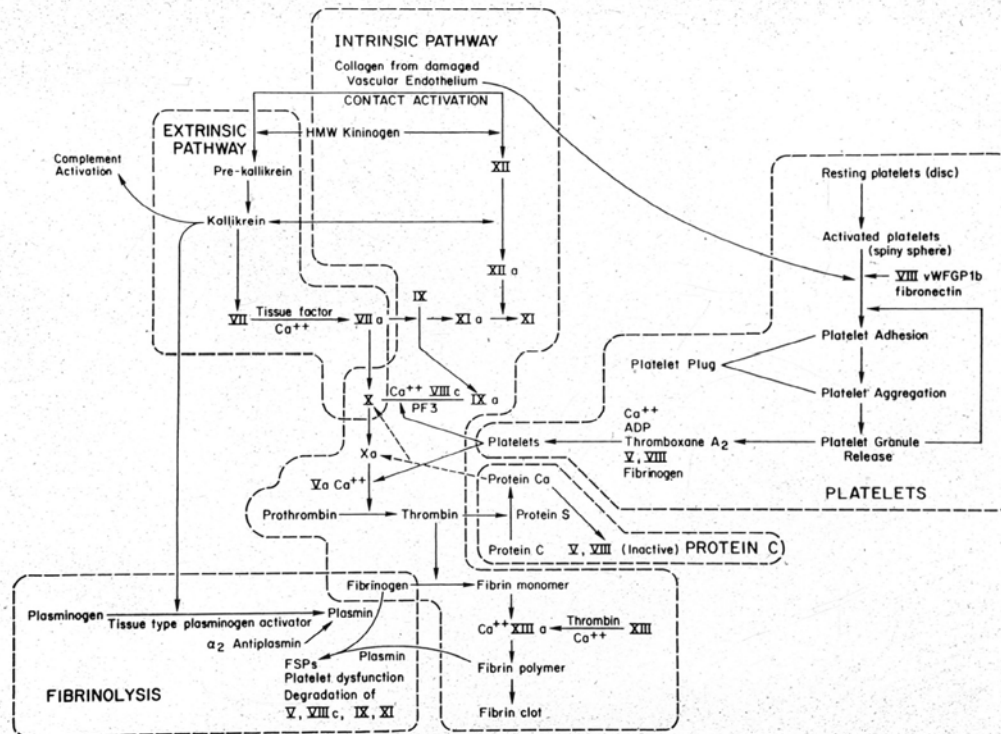 INTRINSIC PATHWAY
Collagen from damaged
Vascular Endothelium
CONTACT ACTIVATION
EXTRINSIC
PATHWAY
HMW Kininogen
Complement
Activation
Pre-kallikrein
XII
Resting platelets (disc)
Kallikrein
Activated platelets
(spiny sphere)
XII a
VIII vWFGP1b
fibronectin
IX
VII
Tissue factor
Ca++
VII a
XI a
XI
Platelet Adhesion
Platelet Plug
Platelet Aggregation
X
Ca++ VIII c
PF3
IX a
Ca++
ADP
Thromboxane A2
V, VIII
Fibrinogen
Platelets
Platelet Granule
Release
Xa
PLATELETS
Va Ca++
Protein Ca
Prothrombin
Thrombin
Protein S
Protein C
V, VIII (Inactive)
PROTEIN C
Fibrinogen
Fibrin monomer
Plasminogen
Tissue type plasminogen activator
Plasmin
α2 Antiplasmin
Ca++ XIII a
Thrombin
Ca++
XIII
Plasmin
FSPs
Platelet dysfunction
Degradation of
V, VIII c, IX, XI
Fibrin polymer
FIBRINOLYSIS
Fibrin clot